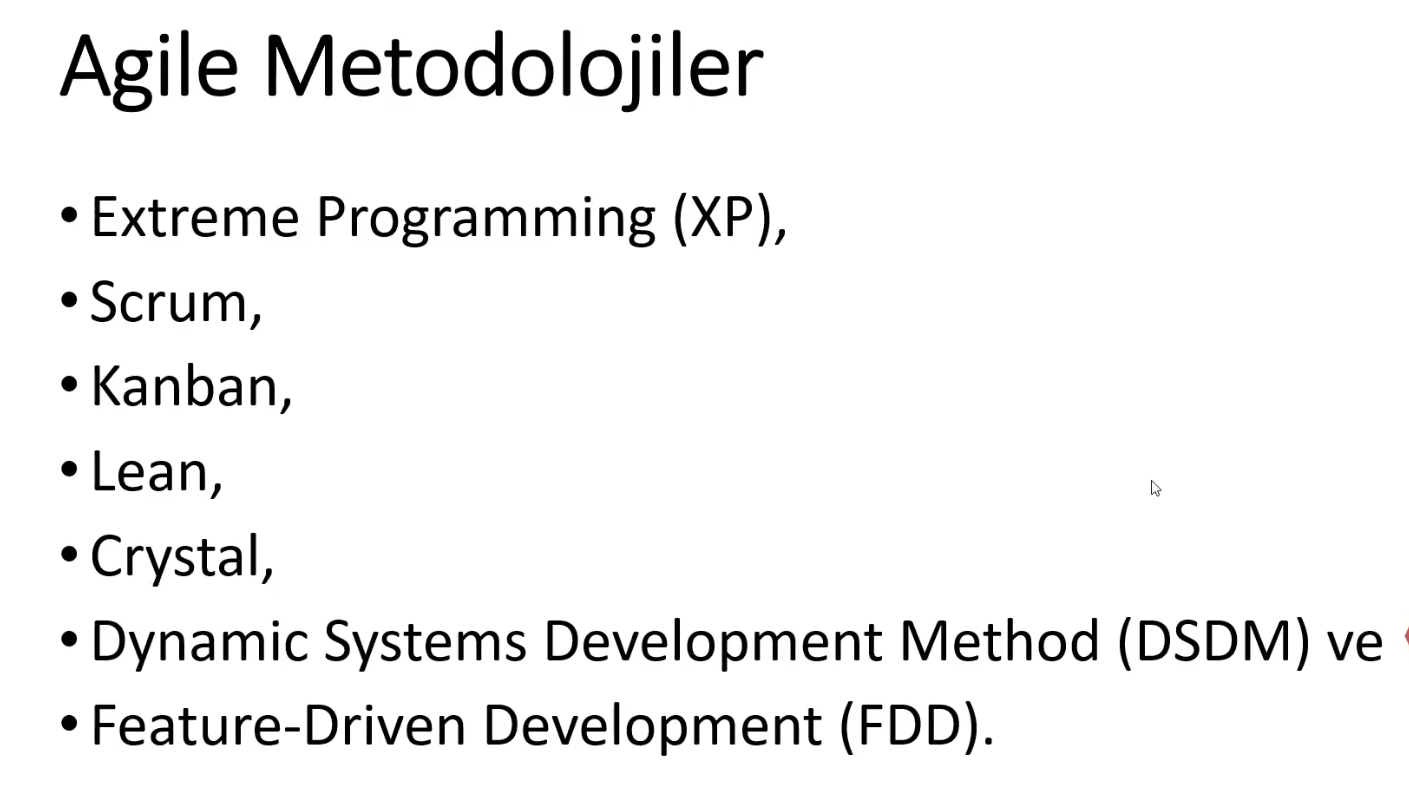 Agile Metodolojiler
• Extreme Programming (XP),
• Scrum,
• Kanban,
• Lean,
• Crystal,
• Dynamic Systems Development Method (DSDM) ve
• Feature-Driven Development (FDD).